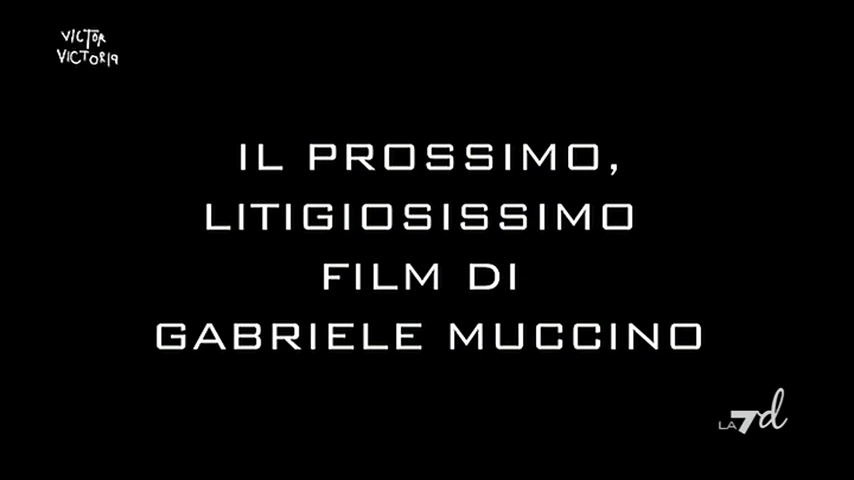 VICTOR
VICTORIA
IL PROSSIMO,
LITIGIOSISSIMO
FILM DI
GABRIELE MUCCINO
LA7d